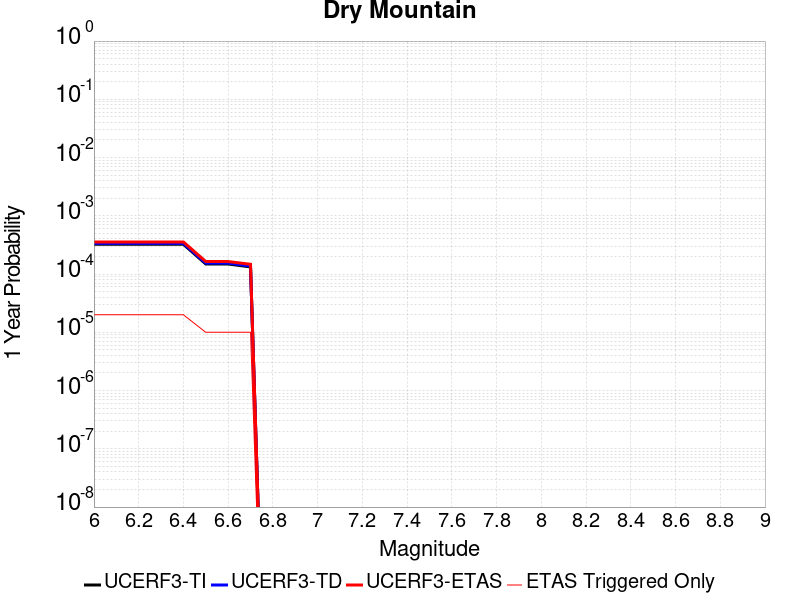 Dry Mountain
10^0
10^-1
10^-2
10^-3
10^-4
10^-5
10^-6
10^-7
10^-8
1 Year Probability
6 6.2 6.4 6.6 6.8 7 7.2 7.4 7.6 7.8 8 8.2 8.4 8.6 8.8 9
Magnitude
UCERF3-TI UCERF3-TD UCERF3-ETAS ETAS Triggered Only